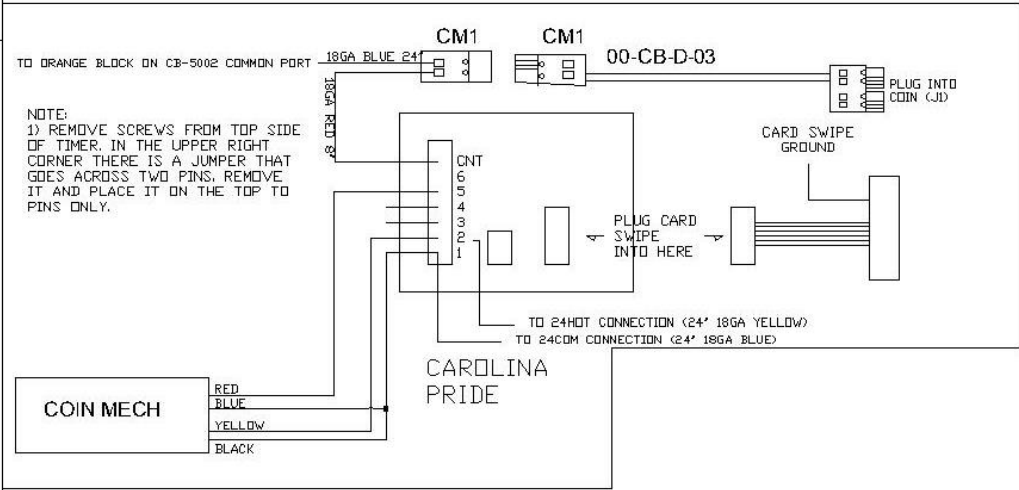 CM1
CM1
00-CB-D-03
TO ORANGE BLOCK ON CB-5002 COMMON PORT
18GA BLUE 24"
18GA RED 8"
PLUG INTO
COIN (J1)
NOTE:
1) REMOVE SCREWS FROM TOP SIDE
OF TIMER. IN THE UPPER RIGHT
CORNER THERE IS A JUMPER THAT
GOES ACROSS TWO PINS, REMOVE
IT AND PLACE IT ON THE TOP TO
PINS ONLY.
CARD SWIPE
GROUND
CNT
6
5
4
3
2
1
PLUG CARD
SWIPE
INTO HERE
TO 24HOT CONNECTION (24" 18GA YELLOW)
TO 24COM CONNECTION (24" 18GA BLUE)
CAROLINA
PRIDE
COIN MECH
RED
BLUE
YELLOW
BLACK